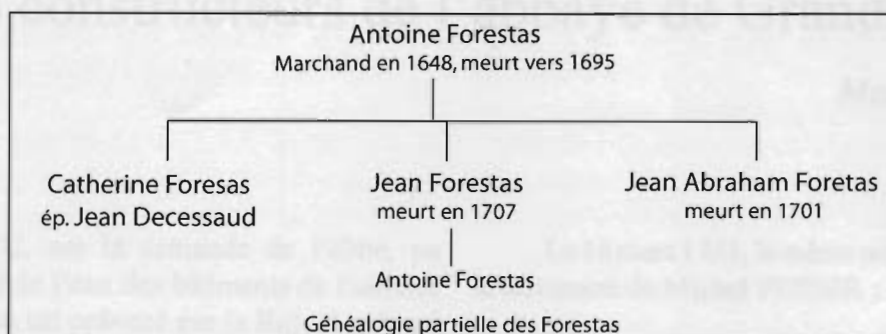 Antoine Forestas
Marchand en 1648, meurt vers 1695
Catherine Foresas
ép. Jean Decessaud
Jean Forestas
meurt en 1707
Jean Abraham Foretas
meurt en 1701
Antoine Forestas
Généalogie partielle des Forestas